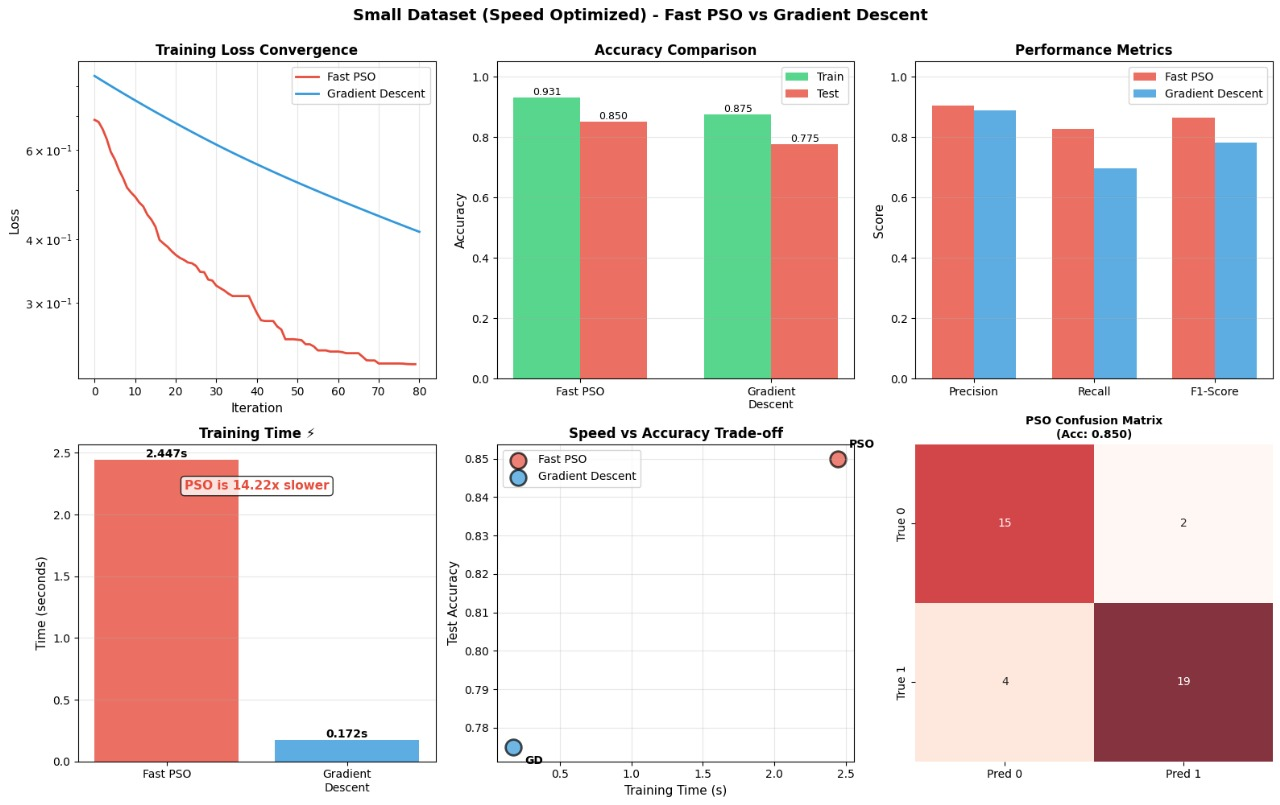 Small Dataset (Speed Optimized) - Fast PSO vs Gradient Descent
Training Loss Convergence
Fast PSO
Gradient Descent
6 × 10⁻¹
4 × 10⁻¹
3 × 10⁻¹
Loss
0 10 20 30 40 50 60 70 80
Iteration
Accuracy Comparison
Train
Test
1.0
0.8
0.6
0.4
0.2
0.0
Accuracy
0.931
0.850
0.875
0.775
Fast PSO
Gradient
Descent
Performance Metrics
Fast PSO
Gradient Descent
1.0
0.8
0.6
0.4
0.2
0.0
Score
Precision Recall F1-Score
Training Time ⚡
2.447s
PSO is 14.22x slower
0.172s
2.5
2.0
1.5
1.0
0.5
0.0
Time (seconds)
Fast PSO
Gradient
Descent
Speed vs Accuracy Trade-off
PSO
Fast PSO
Gradient Descent
0.85
0.84
0.83
0.82
0.81
0.80
0.79
0.78
Test Accuracy
GD
0.5 1.0 1.5 2.0 2.5
Training Time (s)
PSO Confusion Matrix
(Acc: 0.850)
True 0
15 2
True 1
4 19
Pred 0 Pred 1